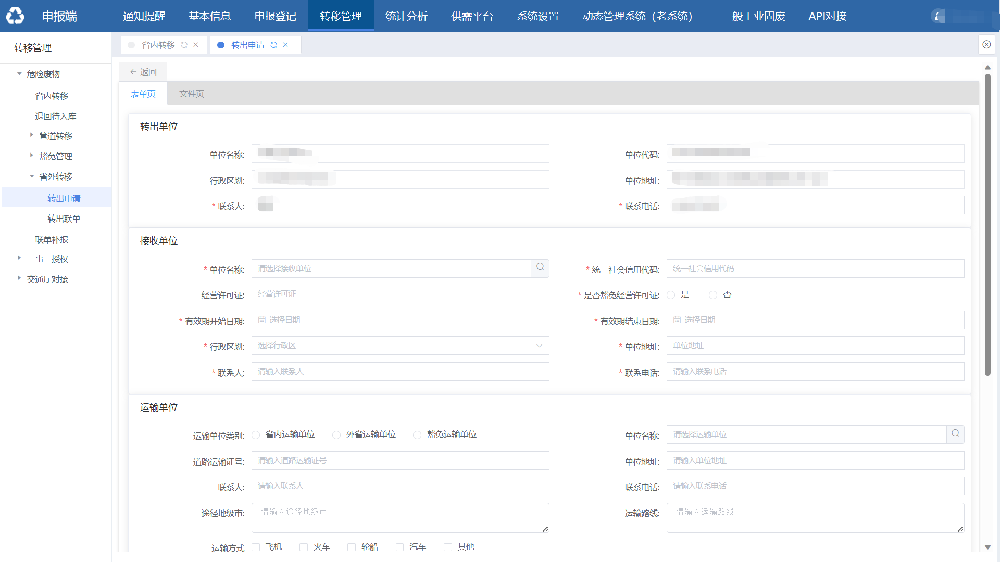 申报端 通知提醒 基本信息 申报登记 转移管理 统计分析 供需平台 系统设置 动态管理系统（老系统） 一般工业固废 API对接
转移管理
危险废物
省内转移
退回待入库
管道转移
豁免管理
省外转移
转出申请
转出联单
联单补报
一事一授权
交通厅对接
省内转移 转出申请
返回
表单页 文件页
转出单位
单位名称: 单位代码:
行政区划: 单位地址:
* 联系人: * 联系电话:
接收单位
* 单位名称: 请选择接收单位 * 统一社会信用代码: 统一社会信用代码
经营许可证: 经营许可证 * 是否豁免经营许可证: 是 否
* 有效期开始日期: 选择日期 * 有效期结束日期: 选择日期
* 行政区划: 选择行政区 * 单位地址: 单位地址
* 联系人: 请输入联系人 * 联系电话: 请输入联系电话
运输单位
运输单位类别: 省内运输单位 外省运输单位 豁免运输单位 单位名称: 请选择运输单位
道路运输证号: 请输入道路运输证号 单位地址: 请输入单位地址
联系人: 请输入联系人 联系电话: 请输入联系电话
途径地级市: 请输入途径地级市 运输路线: 请输入运输路线
运输方式 飞机 火车 轮船 汽车 其他